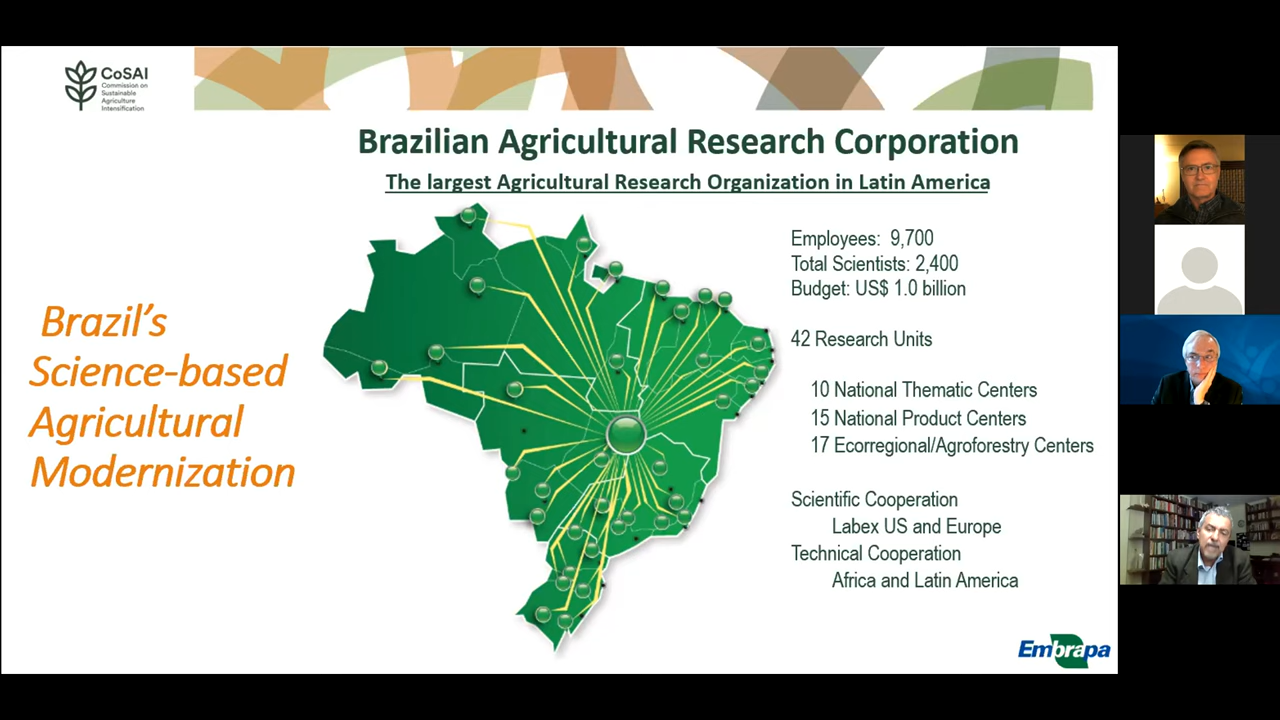 CoSAI
Commission on
Sustainable
Agriculture
Intensification
Brazilian Agricultural Research Corporation
The largest Agricultural Research Organization in Latin America
Brazil's
Science-based
Agricultural
Modernization
Employees: 9,700
Total Scientists: 2,400
Budget: US$ 1.0 billion
42 Research Units
10 National Thematic Centers
15 National Product Centers
17 Ecorregional/Agroforestry Centers
Scientific Cooperation
Labex US and Europe
Technical Cooperation
Africa and Latin America
Embrapa